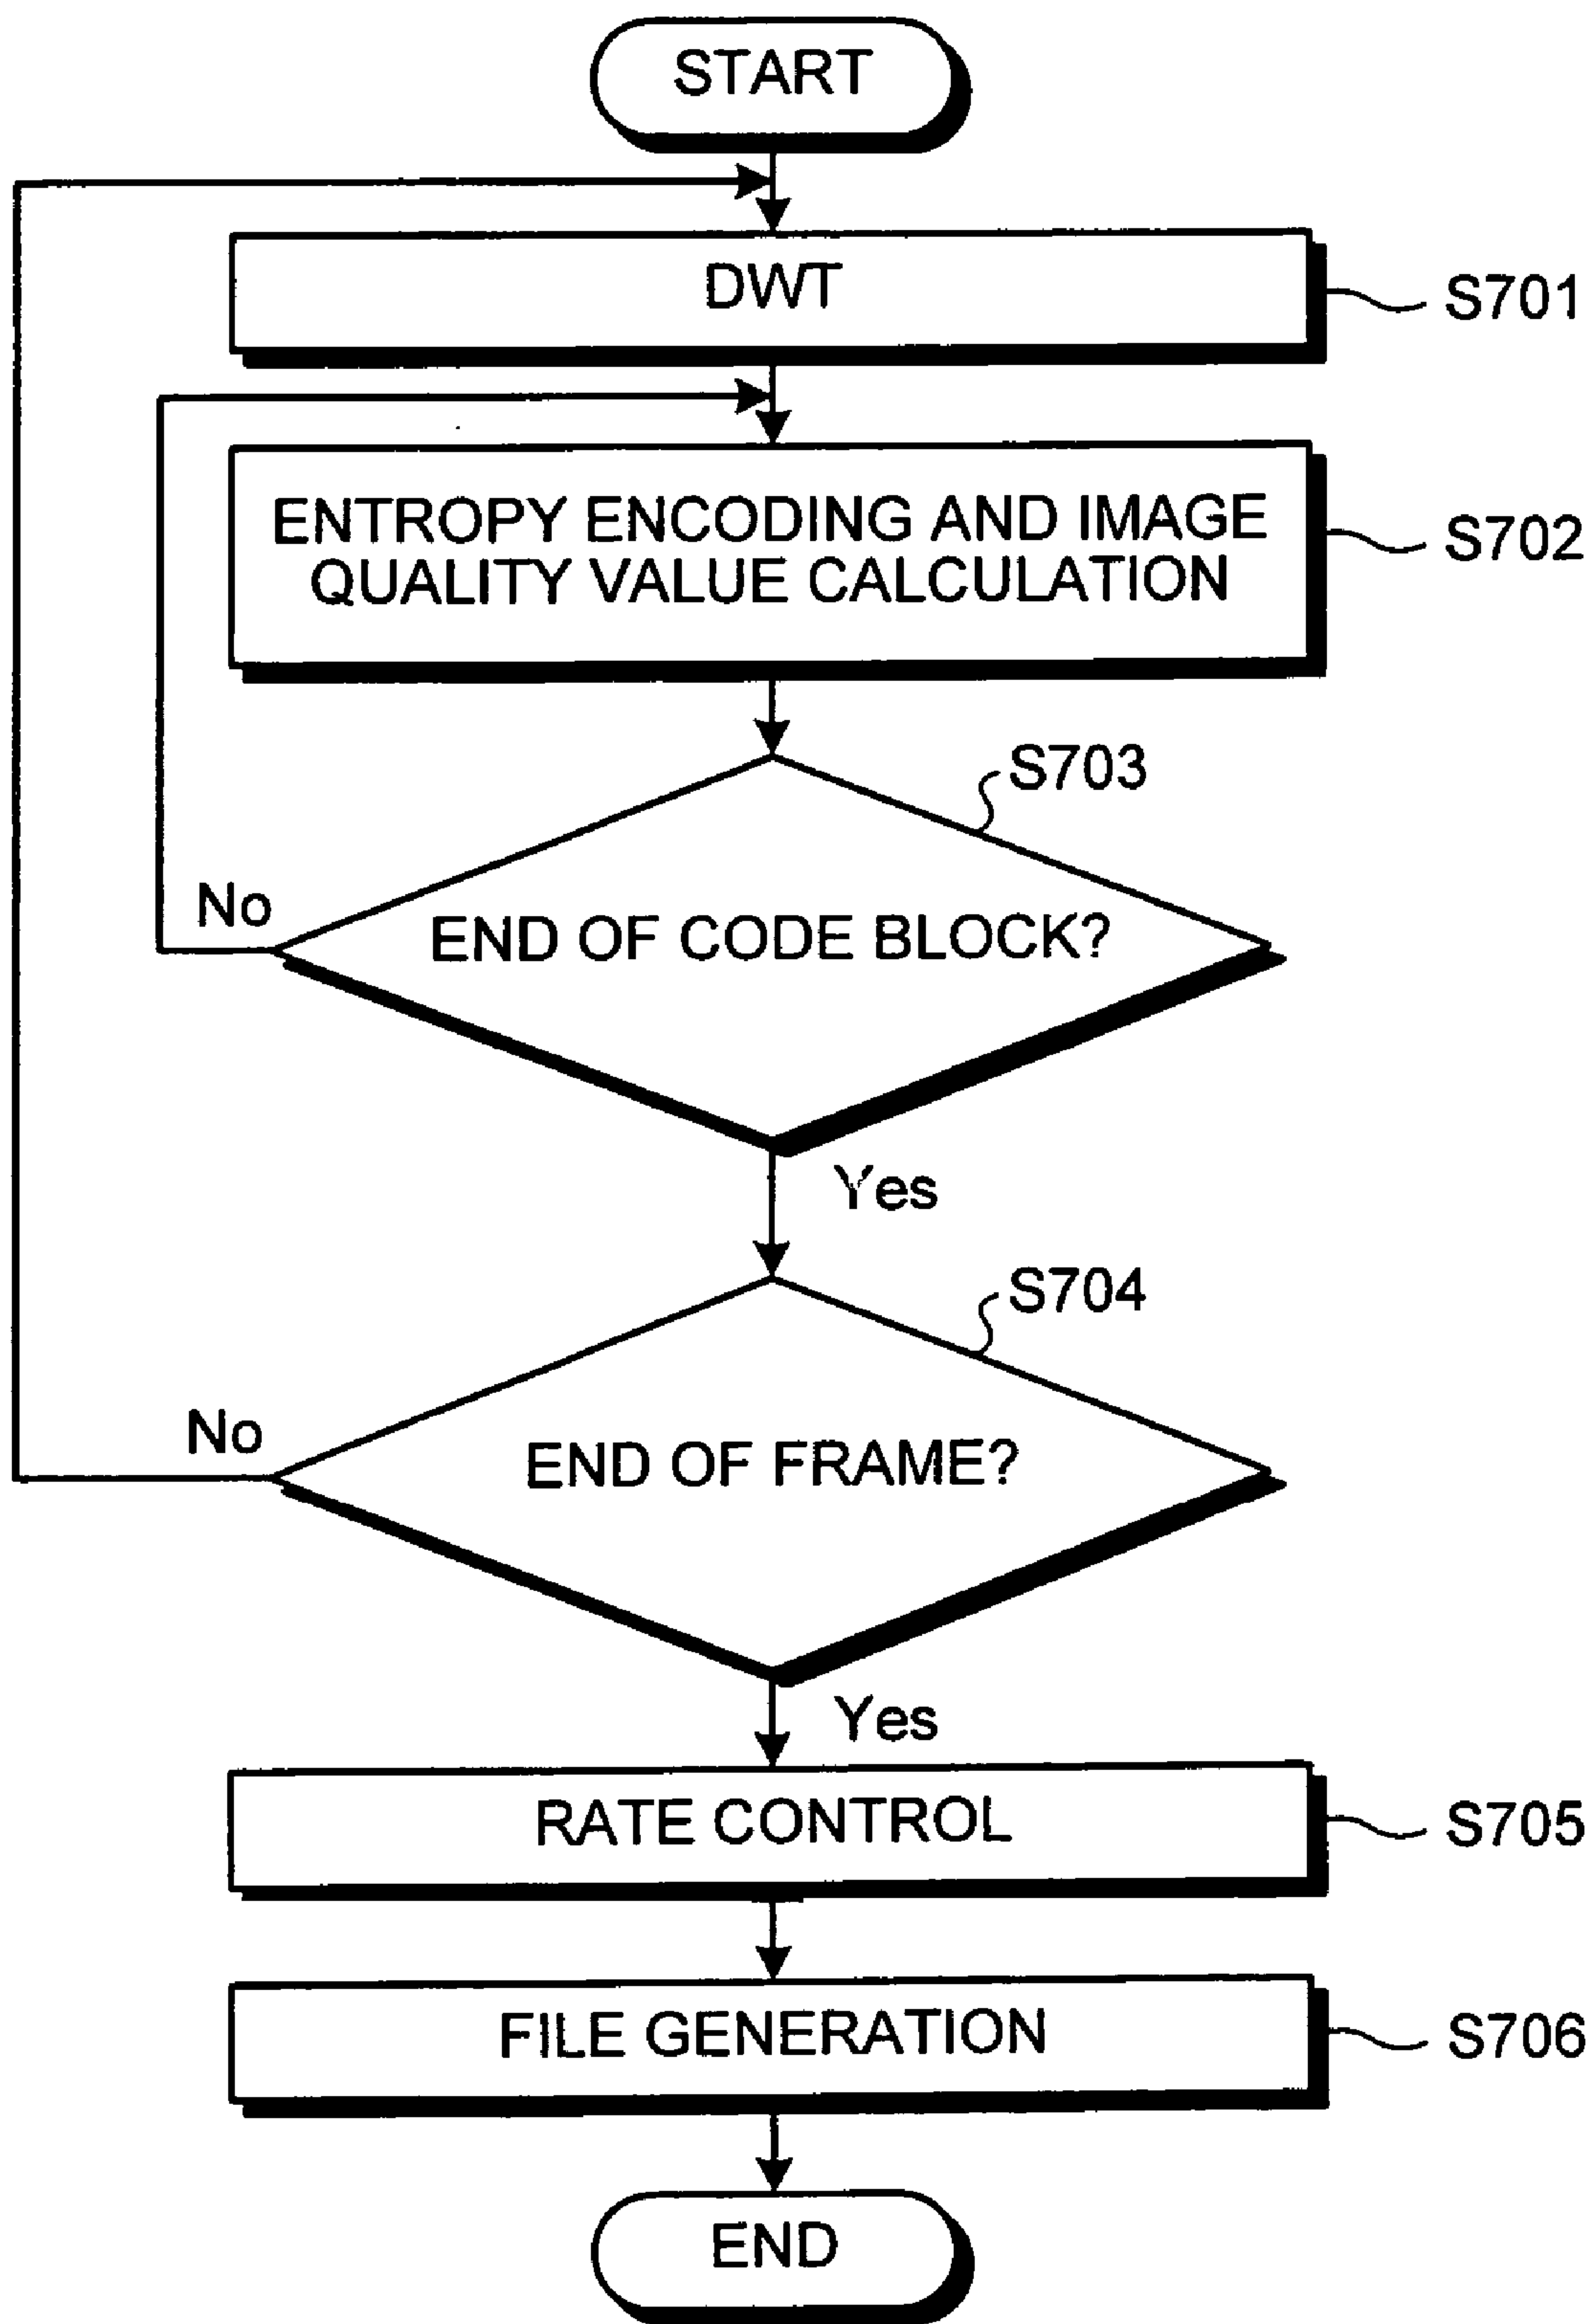 START
DWT
S701
ENTROPY ENCODING AND IMAGE
QUALITY VALUE CALCULATION
S702
S703
END OF CODE BLOCK?
No
Yes
S704
END OF FRAME?
No
Yes
RATE CONTROL
S705
FILE GENERATION
S706
END